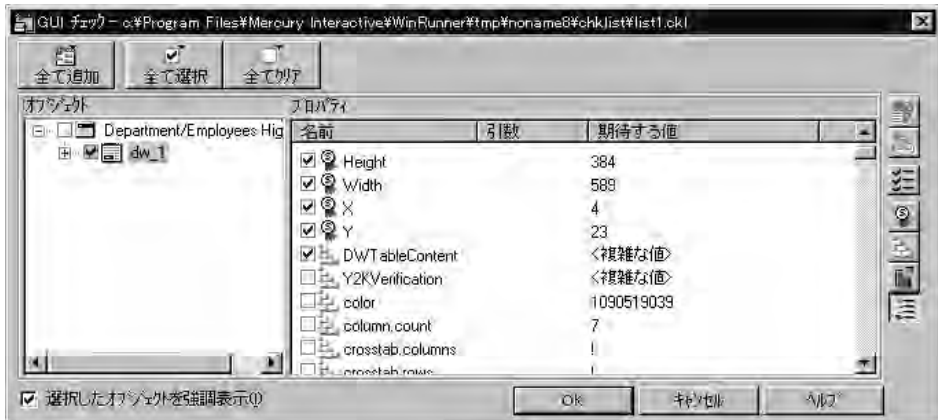 GUI チェック - c:¥Program Files¥Mercury Interactive¥WinRunner¥tmp¥noname8¥chklist¥list1.ckl
全て追加 全て選択 全てクリア
オブジェクト
Department/Employees Hig
dw_1
プロパティ
名前 引数 期待する値
Height 384
Width 589
X 4
Y 23
DWTableContent <複雑な値>
Y2KVerification <複雑な値>
color 1090519039
column.count 7
crosstab.columns !
crosstab.rows !
選択したオブジェクトを強調表示(I)
OK キャンセル ヘルプ